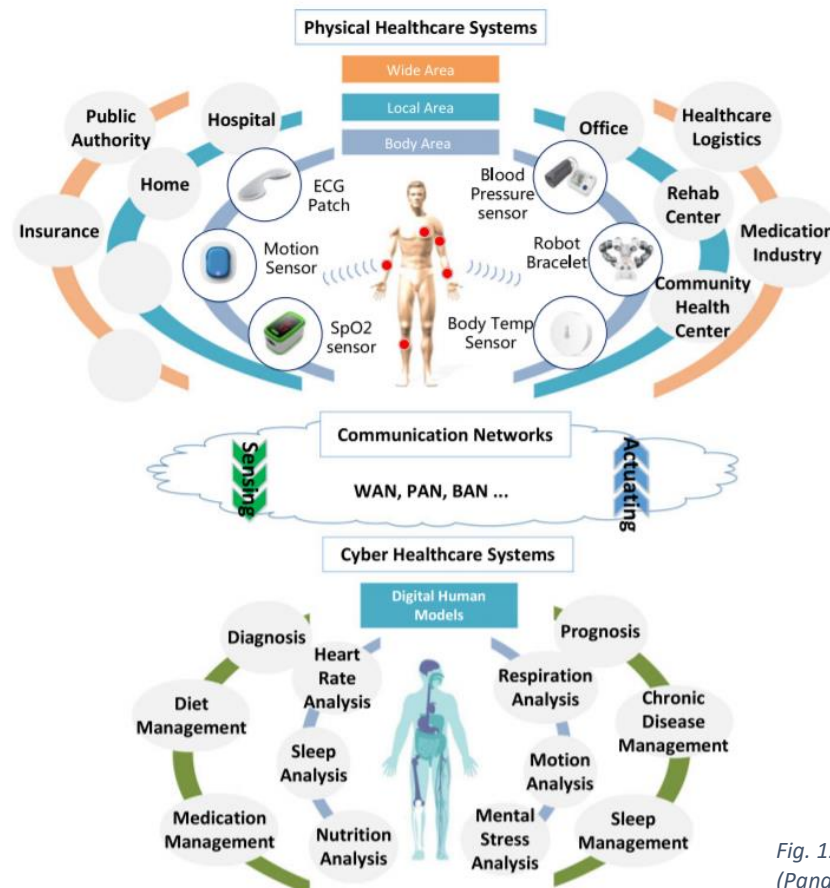 Physical Healthcare Systems
Wide Area
Local Area
Body Area
Public
Authority
Hospital
Home
Insurance
ECG
Patch
Motion
Sensor
SpO2
sensor
Blood
Pressure
sensor
Robot
Bracelet
Body Temp
Sensor
Office
Rehab
Center
Community
Health
Center
Healthcare
Logistics
Medication
Industry
Communication Networks
Sensing
WAN, PAN, BAN ...
Actuating
Cyber Healthcare Systems
Digital Human
Models
Diagnosis
Diet
Management
Medication
Management
Heart
Rate
Analysis
Sleep
Analysis
Nutrition
Analysis
Respiration
Analysis
Motion
Analysis
Mental
Stress
Analysis
Prognosis
Chronic
Disease
Management
Sleep
Management
Fig.